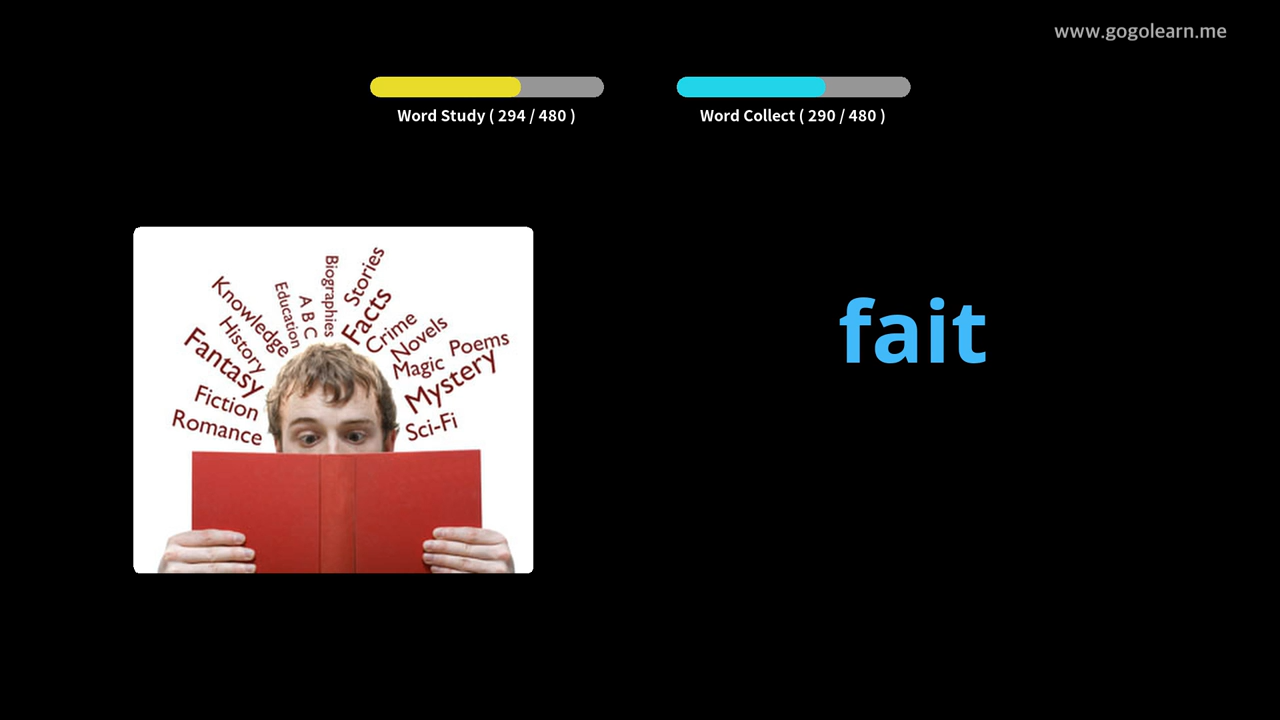 www.gogolearn.me
Word Study ( 294 / 480 )
Word Collect ( 290 / 480 )
Knowledge
Education
A B C
Biographies
Stories
Facts
History
Crime
Novels
Fantasy
Magic
Poems
Mystery
Fiction
Romance
Sci-Fi
fait